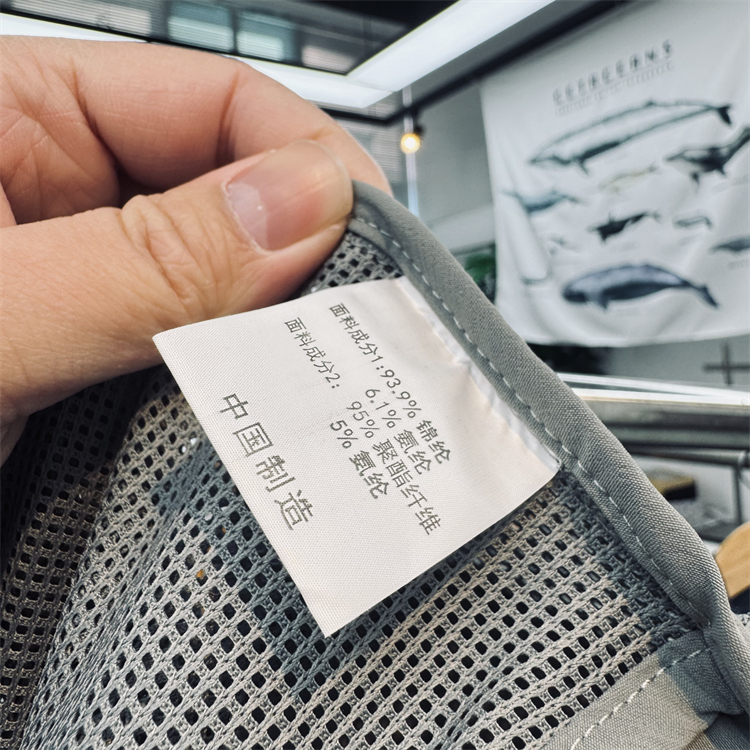 面料成分1:93.9% 锦纶
6.1% 氨纶
面料成分2: 95% 聚酯纤维
5% 氨纶
中国制造